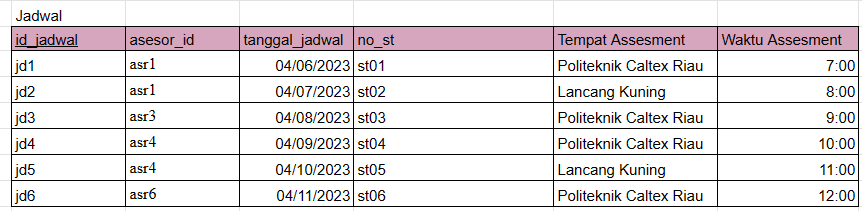 Jadwal
id_jadwal asesor_id tanggal_jadwal no_st Tempat Assesment Waktu Assesment
jd1 asr1 04/06/2023 st01 Politeknik Caltex Riau 7:00
jd2 asr1 04/07/2023 st02 Lancang Kuning 8:00
jd3 asr3 04/08/2023 st03 Politeknik Caltex Riau 9:00
jd4 asr4 04/09/2023 st04 Politeknik Caltex Riau 10:00
jd5 asr4 04/10/2023 st05 Lancang Kuning 11:00
jd6 asr6 04/11/2023 st06 Politeknik Caltex Riau 12:00